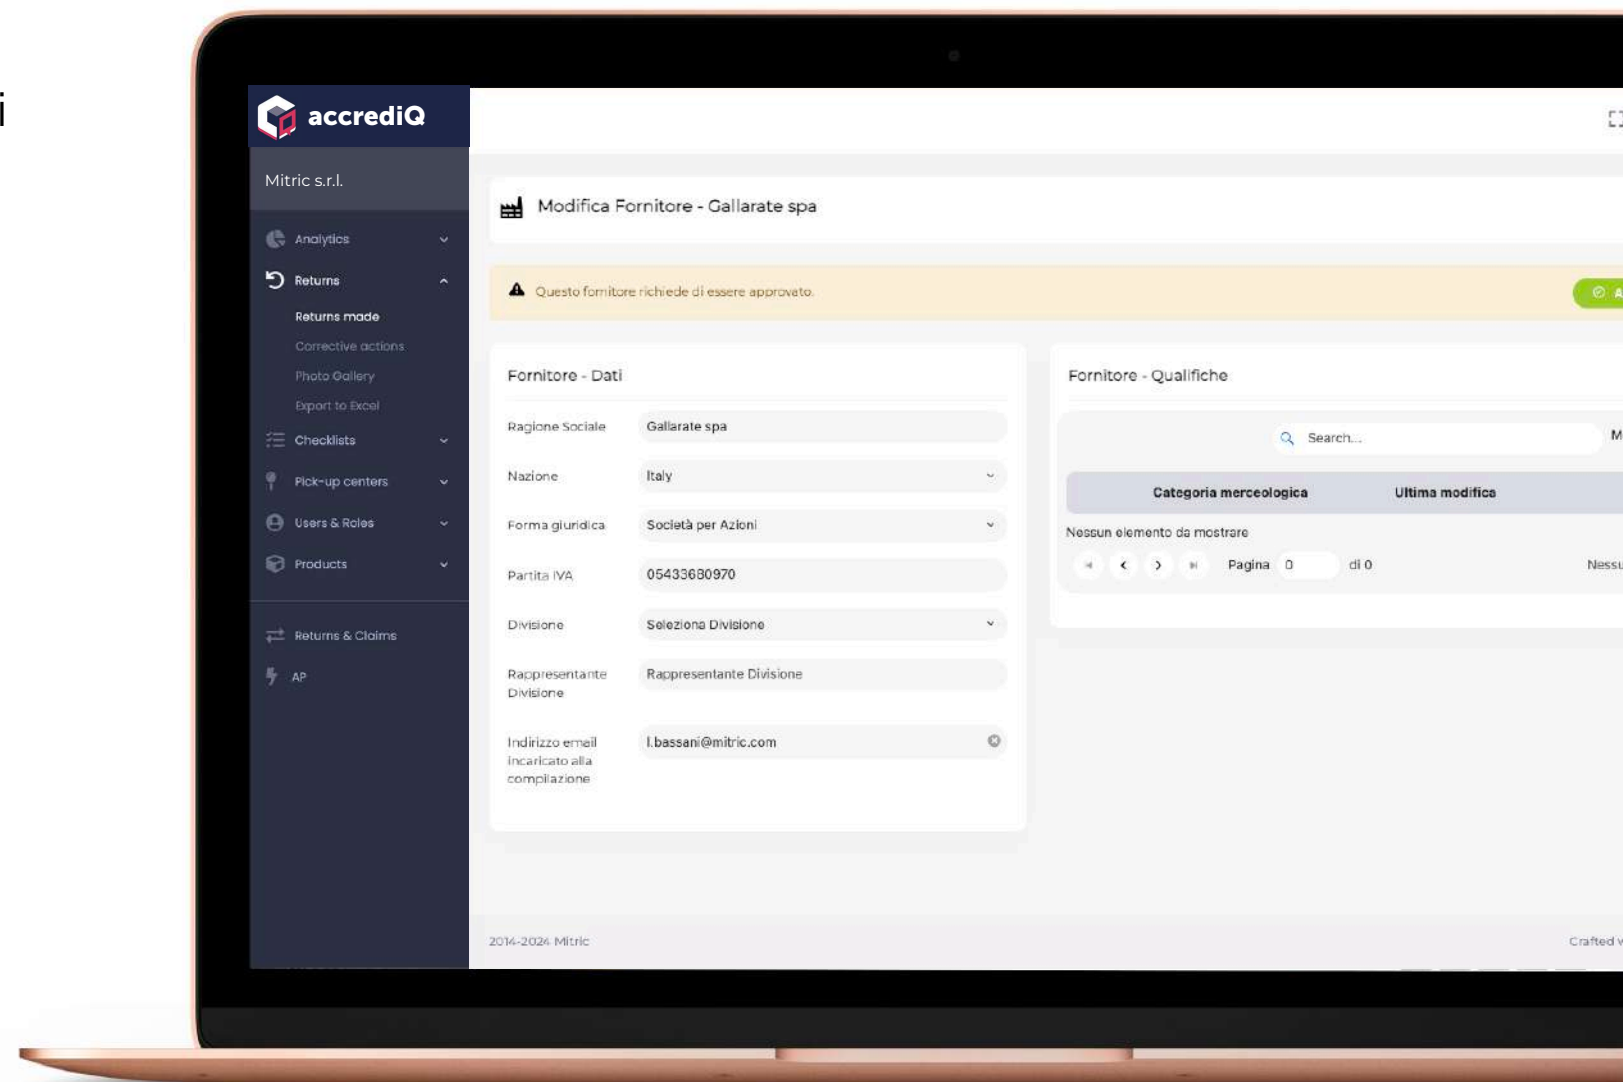 i
accrediQ
Mitric s.r.l.
Analytics
Returns
Returns made
Corrective actions
Photo Gallery
Export to Excel
Checklists
Pick-up centers
Users & Roles
Products
Returns & Claims
AP
Modifica Fornitore - Gallarate spa
Questo fornitore richiede di essere approvato.
A
Fornitore - Dati
Ragione Sociale Gallarate spa
Nazione Italy
Forma giuridica Società per Azioni
Partita IVA 05433680970
Divisione Seleziona Divisione
Rappresentante Divisione Rappresentante Divisione
Indirizzo email incaricato alla compilazione l.bassani@mitric.com
Fornitore - Qualifiche
Search... M
Categoria merceologica Ultima modifica
Nessun elemento da mostrare
Pagina 0 di 0 Nessu
2014-2024 Mitric
Crafted